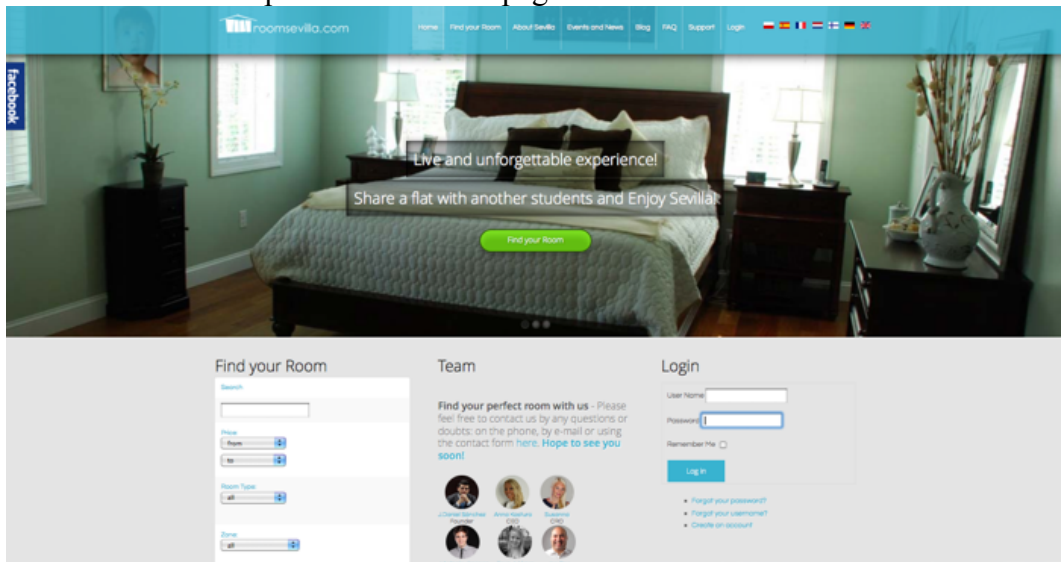 roomsevilla.com
Home Find your Room About Sevilla Events and News Blog FAQ Support Login
facebook
Live and unforgettable experience!
Share a flat with another students and Enjoy Sevilla!
Find your Room
Find your Room
Search
Price
from
to
Room Type:
all
Zone:
all
Team
Find your perfect room with us - Please
feel free to contact us by any questions or
doubts: on the phone, by e-mail or using
the contact form here. Hope to see you
soon!
J.Daniel Sánchez
Founder
Anna
CEO
Susanna
Login
User Name
Password
Remember Me
Log in
Forgot your password?
Forgot your username?
Create an account